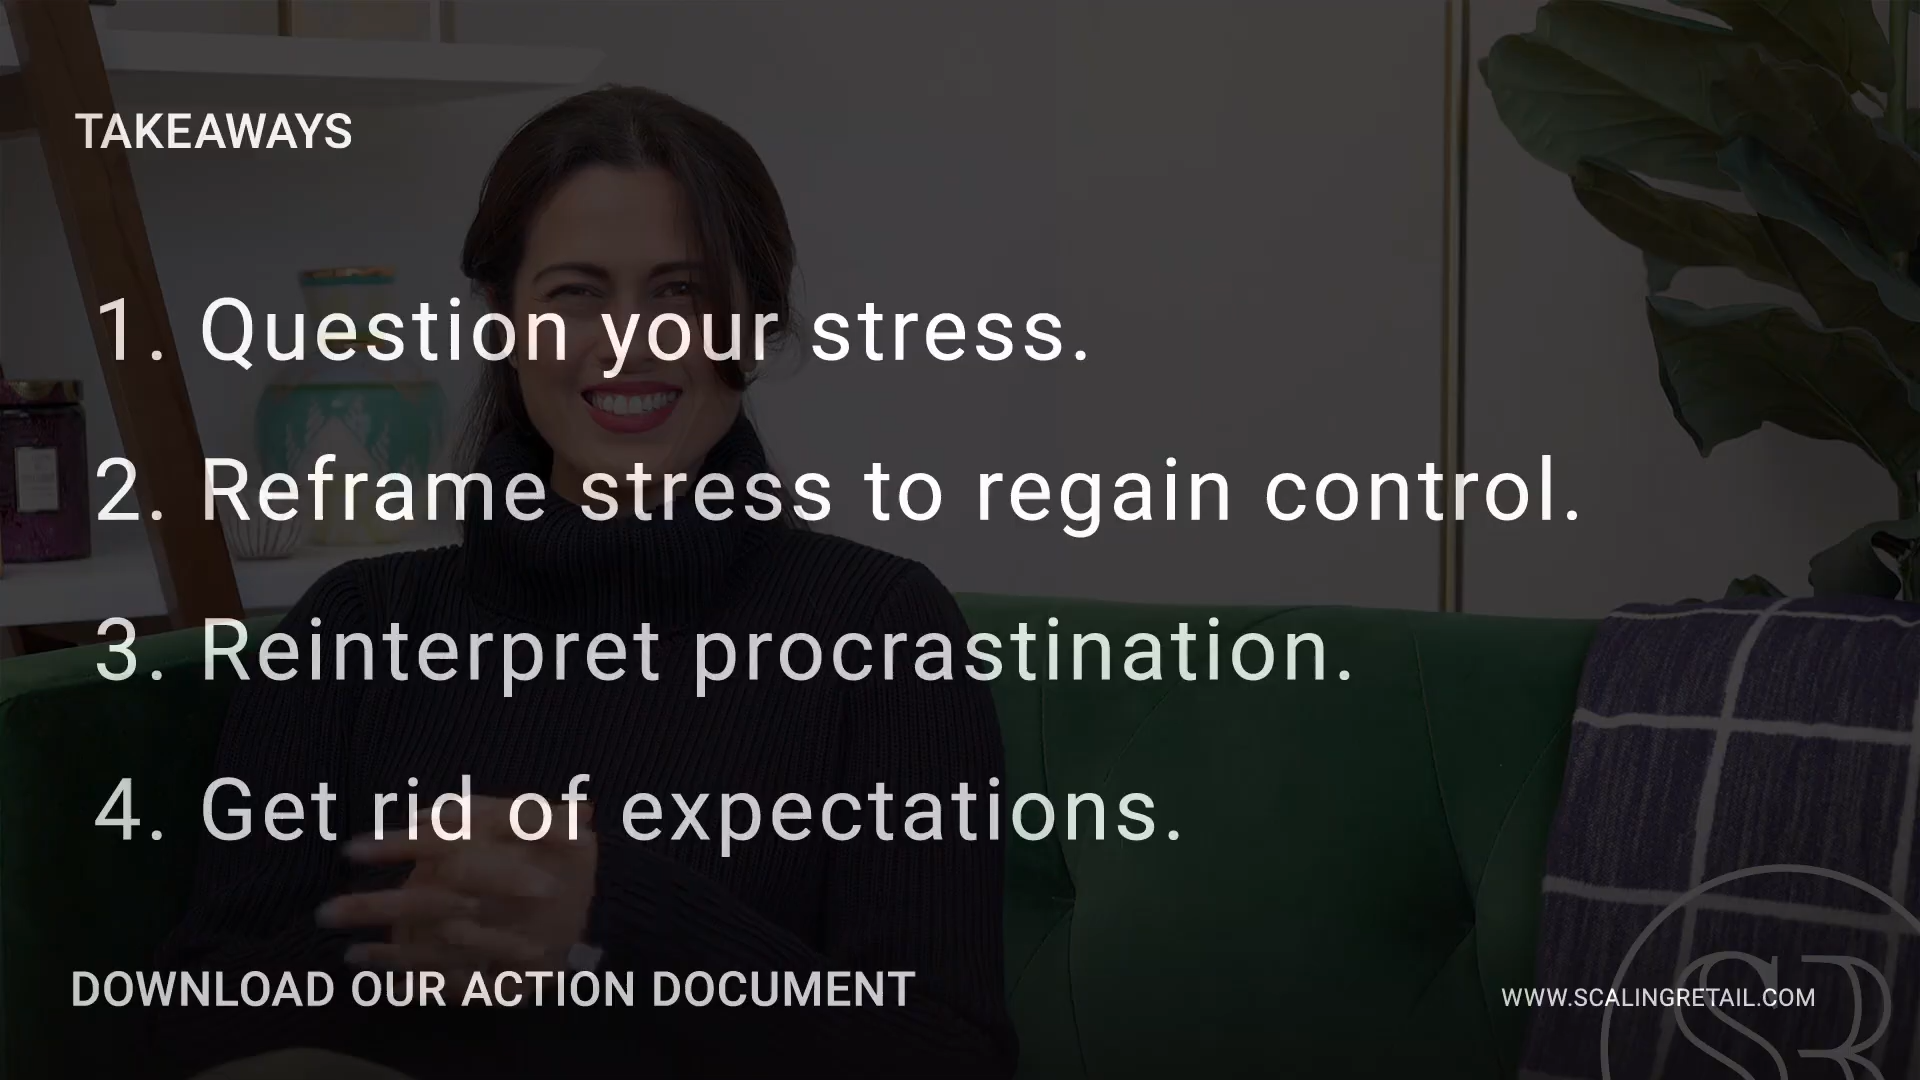 TAKEAWAYS
1. Question your stress.
2. Reframe stress to regain control.
3. Reinterpret procrastination.
4. Get rid of expectations.
DOWNLOAD OUR ACTION DOCUMENT
WWW.SCALINGRETAIL.COM
SR